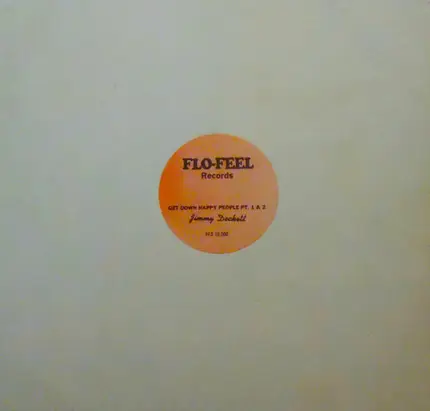 FLO-FEEL
Records
GET DOWN HAPPY PEOPLE PT. 1 & 2
Jimmy Dockett